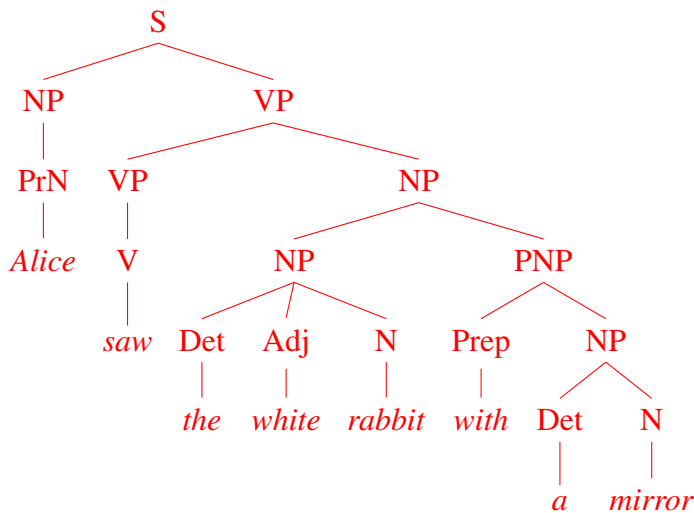 S
NP VP
PrN VP NP
Alice V NP PNP
saw Det Adj N Prep NP
the white rabbit with Det N
a mirror